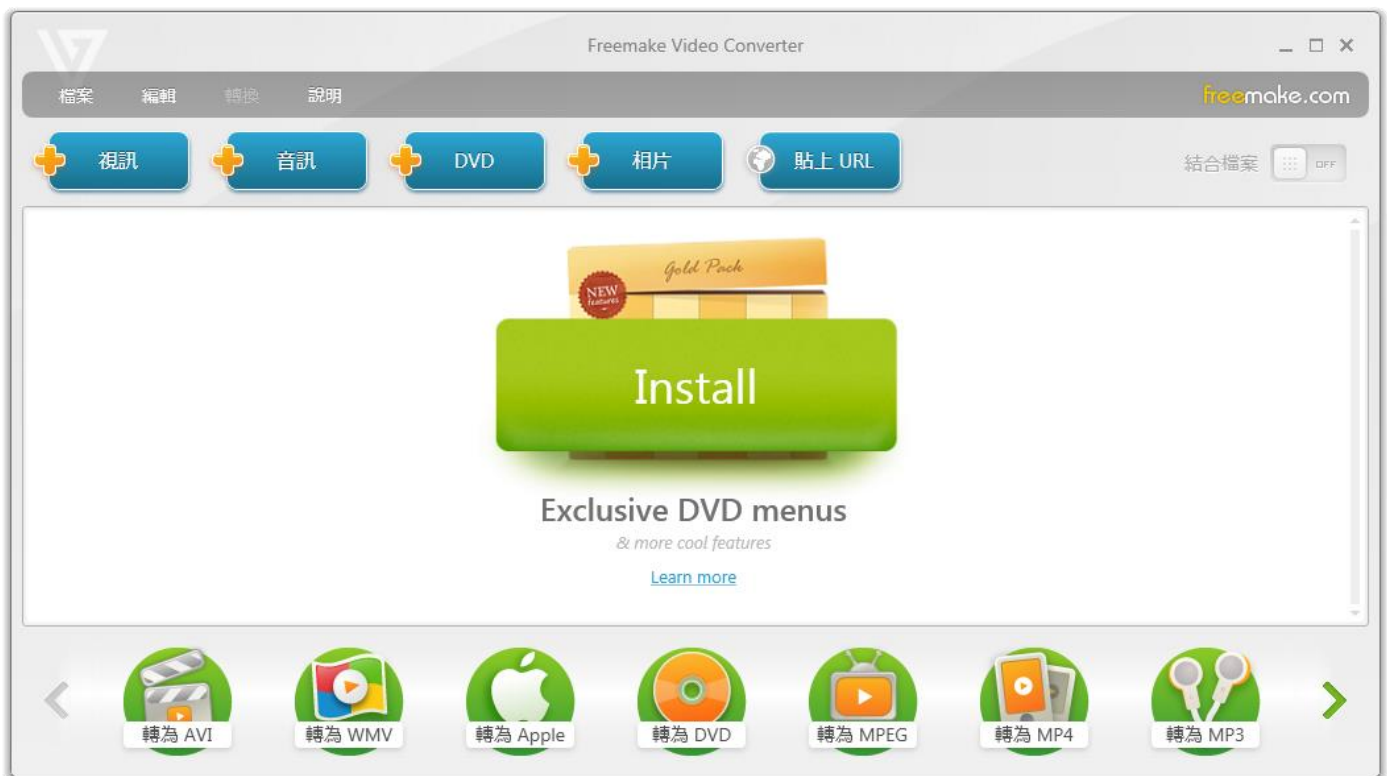 Freemake Video Converter
檔案 編輯 轉換 說明 freemake.com
視訊 音訊 DVD 相片 貼上 URL 結合檔案 OFF
Gold Pack
NEW
features
Install
Exclusive DVD menus
& more cool features
Learn more
轉為 AVI 轉為 WMV 轉為 Apple 轉為 DVD 轉為 MPEG 轉為 MP4 轉為 MP3